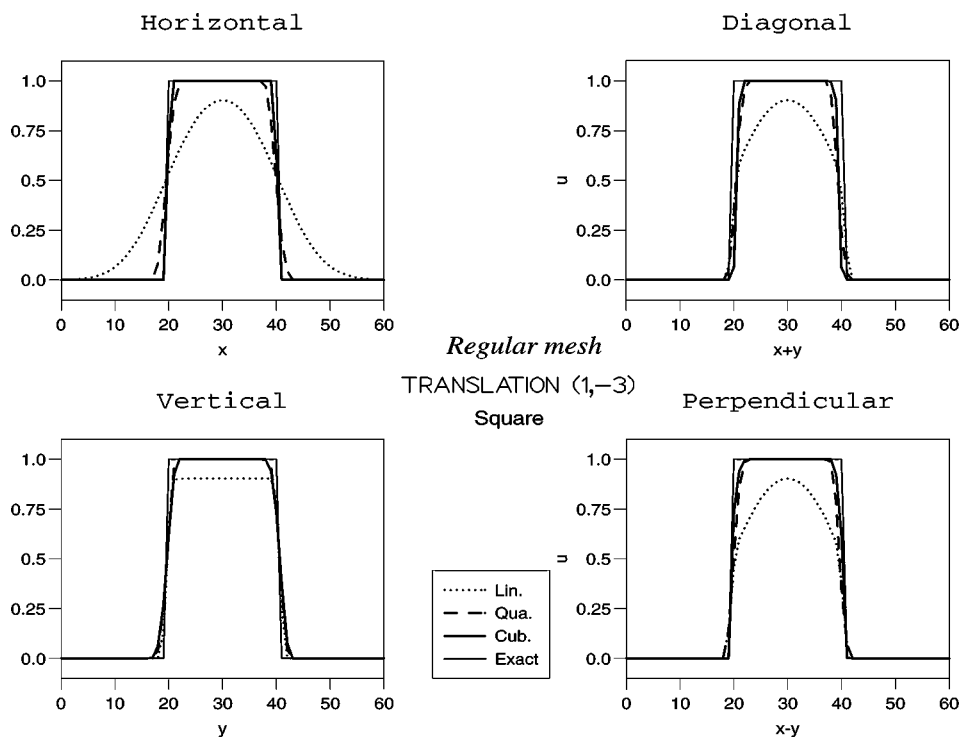 Horizontal
1.0
0.75
0.5
0.25
0.0
0 10 20 30 40 50 60
x
Diagonal
1.0
0.75
0.5
0.25
0.0
u
0 10 20 30 40 50 60
x+y
Regular mesh
TRANSLATION (1,−3)
Square
Vertical
1.0
0.75
0.5
0.25
0.0
0 10 20 30 40 50 60
y
Lin.
Qua.
Cub.
Exact
Perpendicular
1.0
0.75
0.5
0.25
0.0
u
0 10 20 30 40 50 60
x-y